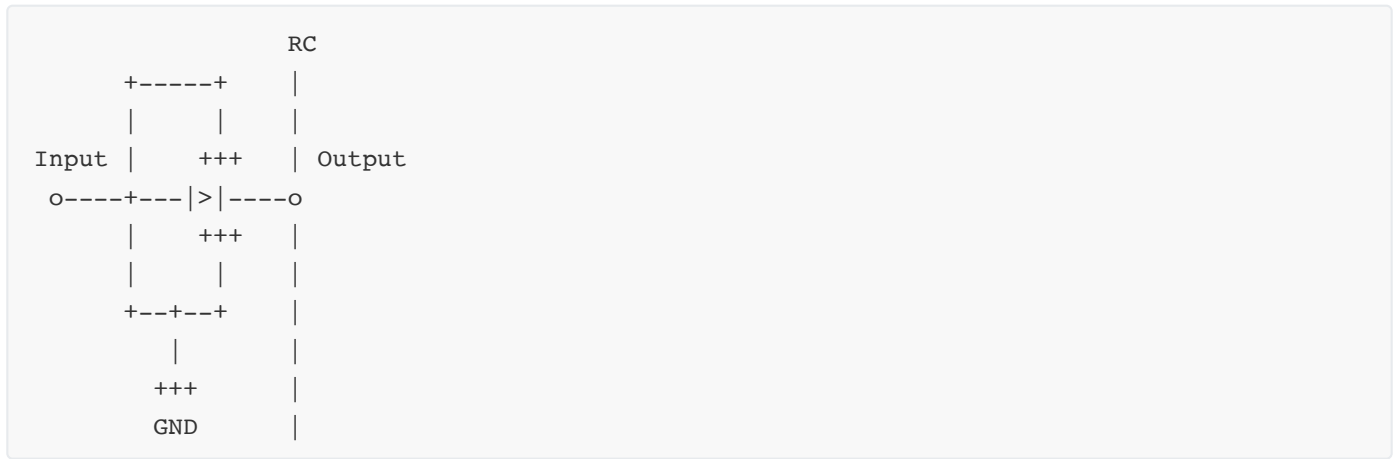 RC
      +-----+    |
      |     |    |
Input |    +++   | Output
 o----+---|>|----o
      |    +++   |
      |     |    |
      +--+--+    |
         |       |
        +++      |
        GND      |